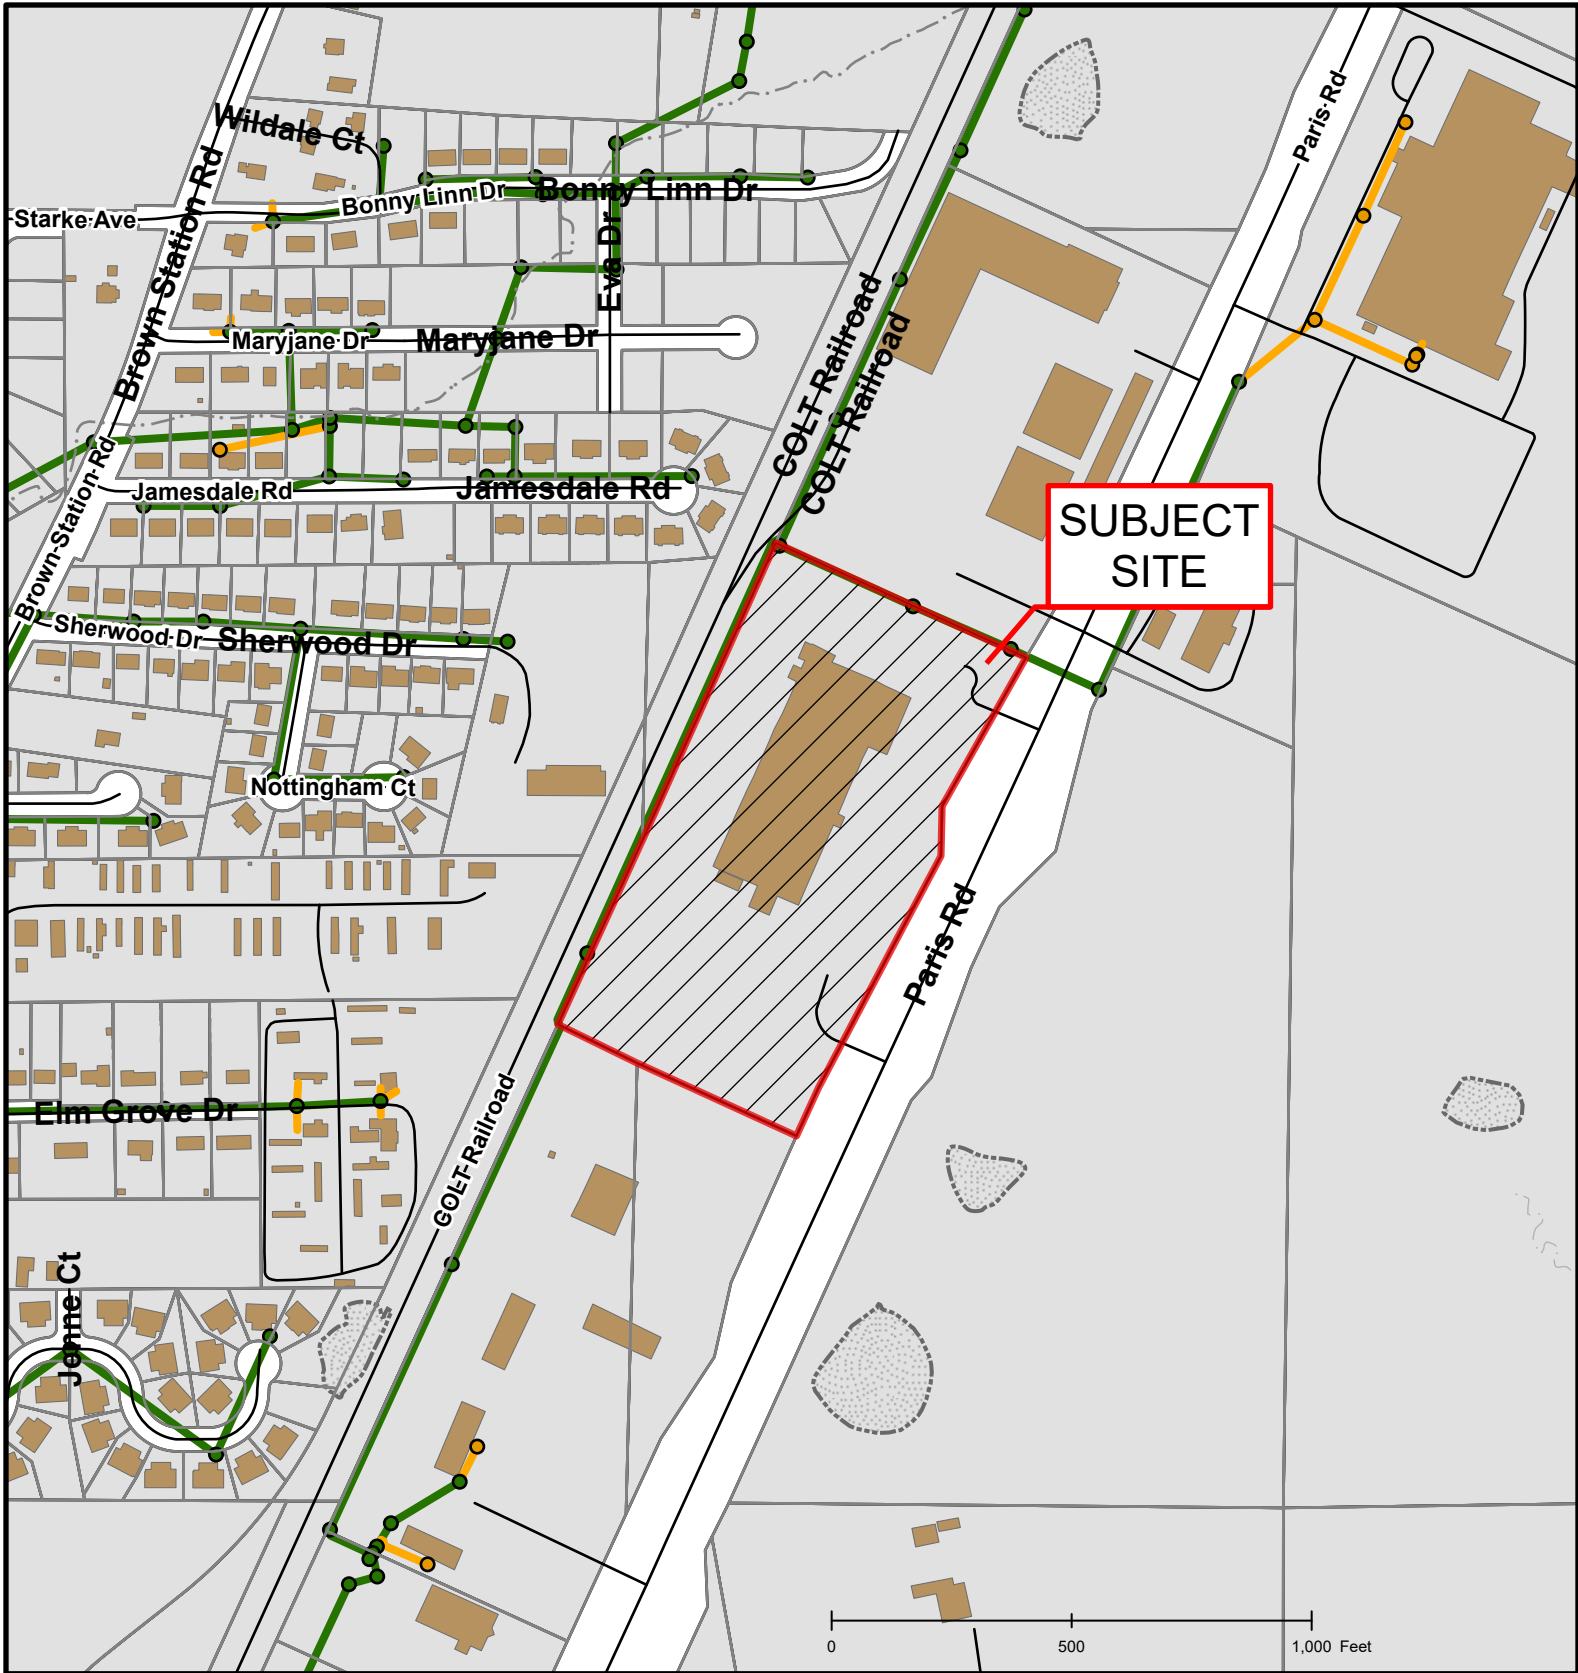 Paris Rd
Wildale Ct
Brown Station Rd
Bonny Linn Dr
Bonny Linn Dr
Starke Ave
Eva Dr
COLT Railroad
COLT Railroad
Maryjane Dr
Maryjane Dr
Brown Station Rd
Jamesdale Rd
Jamesdale Rd
SUBJECT
SITE
Sherwood Dr
Sherwood Dr
Nottingham Ct
Paris Rd
Elm Grove Dr
COLT Railroad
Jenne Ct
0
500
1,000 Feet